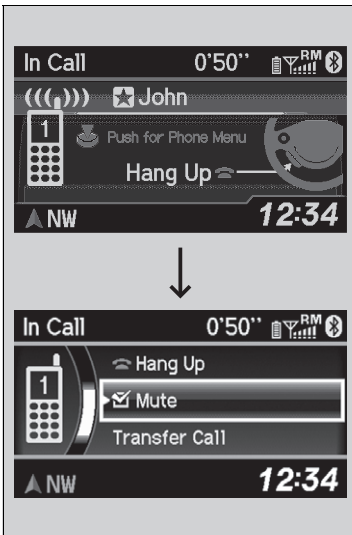 In Call 0'50'' RM
John
1
Push for Phone Menu
Hang Up
NW 12:34
In Call 0'50'' RM
Hang Up
1
Mute
Transfer Call
NW 12:34